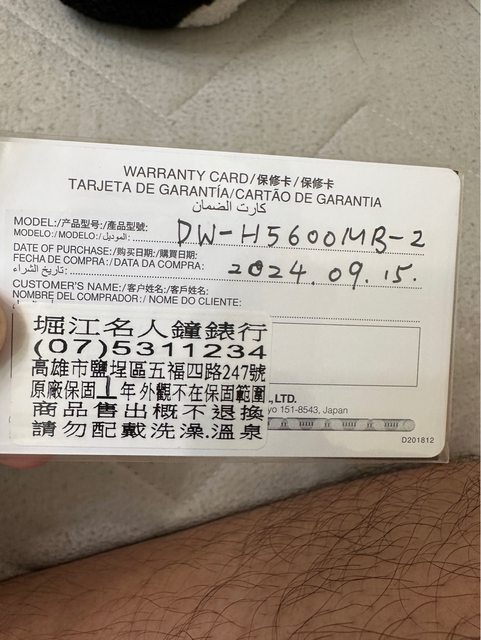 WARRANTY CARD/保修卡/保修卡
TARJETA DE GARANTÍA/CARTÃO DE GARANTIA
كارت الضمان
MODEL:/产品型号:/產品型號:
MODELO:/MODELO:/الموديل: DW-H5600MB-2
DATE OF PURCHASE:/购买日期:/購買日期:
FECHA DE COMPRA:/DATA DA COMPRA: 2024.09.15.
تاريخ الشراء:
CUSTOMER'S NAME:/客户姓名:/客戶姓名:
NOMBRE DEL COMPRADOR:/NOME DO CLIENTE:
堀江名人鐘錶行
(07)5311234
高雄市鹽埕區五福四路247號
原廠保固1年外觀不在保固範圍
商品售出概不退換
請勿配戴洗澡.溫泉
,LTD.
yo 151-8543, Japan
D201812